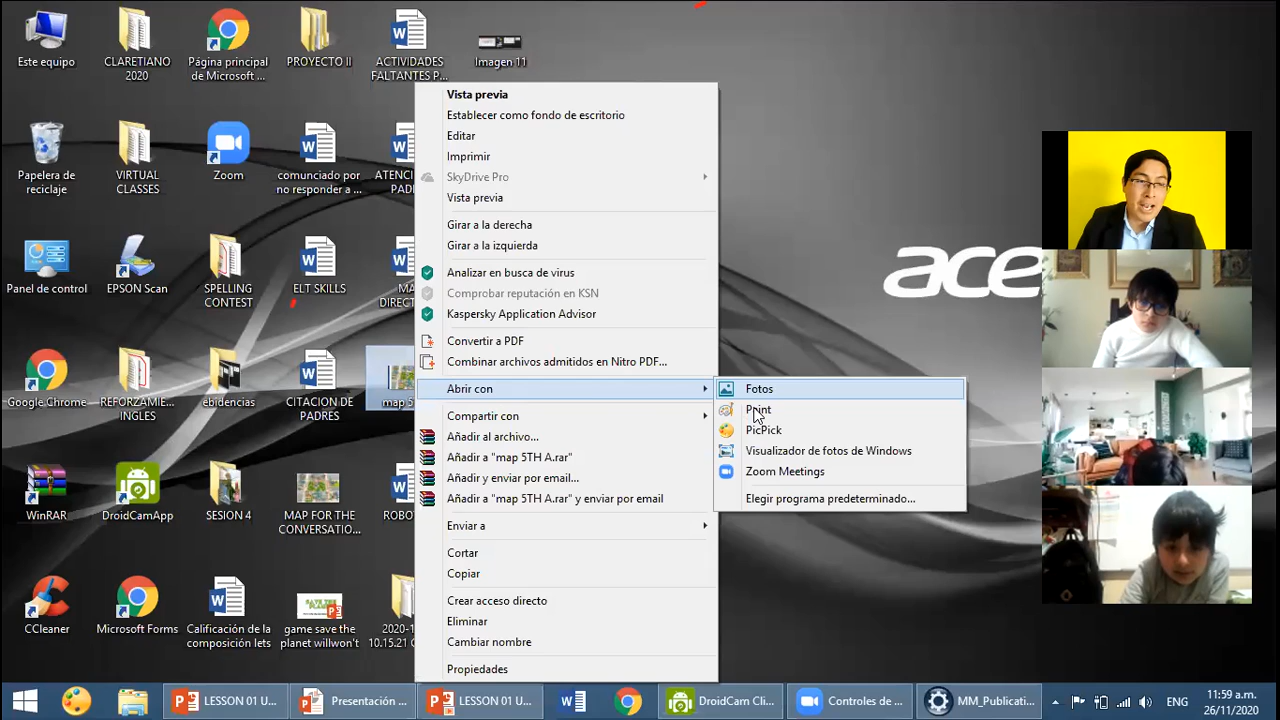 Este equipo
CLARETIANO
2020
Página principal
de Microsoft ...
PROYECTO II
ACTIVIDADES
FALTANTES P...
Imagen 11
Papelera de
reciclaje
VIRTUAL
CLASSES
Zoom
comunciado por
no responder a ...
ATENC
PADR
Panel de control
EPSON Scan
SPELLING
CONTEST
ELT SKILLS
MA
DIRECT
Google Chrome
REFORZAMIE...
INGLES
ebidencias
CITACION DE
PADRES
map 5
WinRAR
DroidCamApp
SESION 4
MAP FOR THE
CONVERSATIO...
ROBO
CCleaner
Microsoft Forms
Calificación de la
composición lets
game save the
planet willwon't
2020-1
10.15.21 C
Vista previa
Establecer como fondo de escritorio
Editar
Imprimir
SkyDrive Pro
Vista previa
Girar a la derecha
Girar a la izquierda
Analizar en busca de virus
Comprobar reputación en KSN
Kaspersky Application Advisor
Convertir a PDF
Combinar archivos admitidos en Nitro PDF...
Abrir con
Compartir con
Añadir al archivo...
Añadir a "map 5TH A.rar"
Añadir y enviar por email...
Añadir a "map 5TH A.rar" y enviar por email
Enviar a
Cortar
Copiar
Crear acceso directo
Eliminar
Cambiar nombre
Propiedades
Fotos
Paint
PicPick
Visualizador de fotos de Windows
Zoom Meetings
Elegir programa predeterminado...
ace
LESSON 01 U...
Presentación ...
LESSON 01 U...
DroidCam Cli...
Controles de ...
MM_Publicati...
ENG
11:59 a.m.
26/11/2020